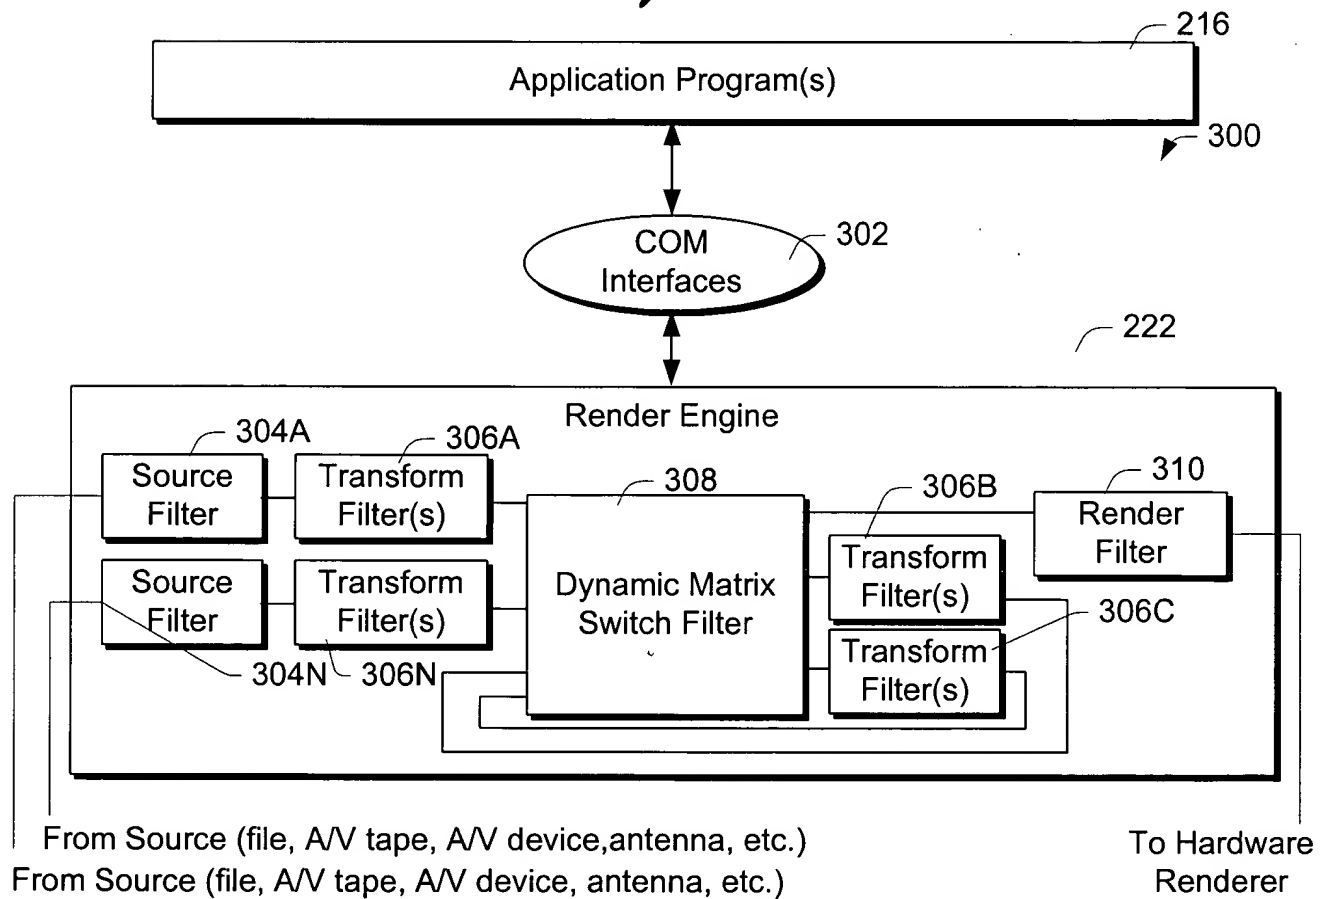 216
Application Program(s)
300
COM
Interfaces
302
222
Render Engine
304A
306A
Source
Filter
Transform
Filter(s)
308
306B
310
Render
Filter
Source
Filter
Transform
Filter(s)
Dynamic Matrix
Switch Filter
Transform
Filter(s)
306C
304N
306N
Transform
Filter(s)
From Source (file, A/V tape, A/V device,antenna, etc.)
From Source (file, A/V tape, A/V device, antenna, etc.)
To Hardware
Renderer